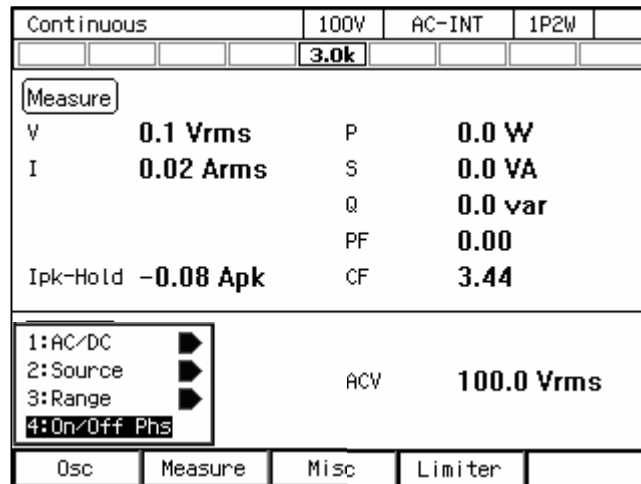 Continuous 100V AC-INT 1P2W
3.0k
Measure
V 0.1 Vrms P 0.0 W
I 0.02 Arms S 0.0 VA
Q 0.0 var
PF 0.00
Ipk-Hold -0.08 Apk CF 3.44
1:AC/DC
2:Source
3:Range
4:On/Off Phs
ACV 100.0 Vrms
Osc Measure Misc Limiter